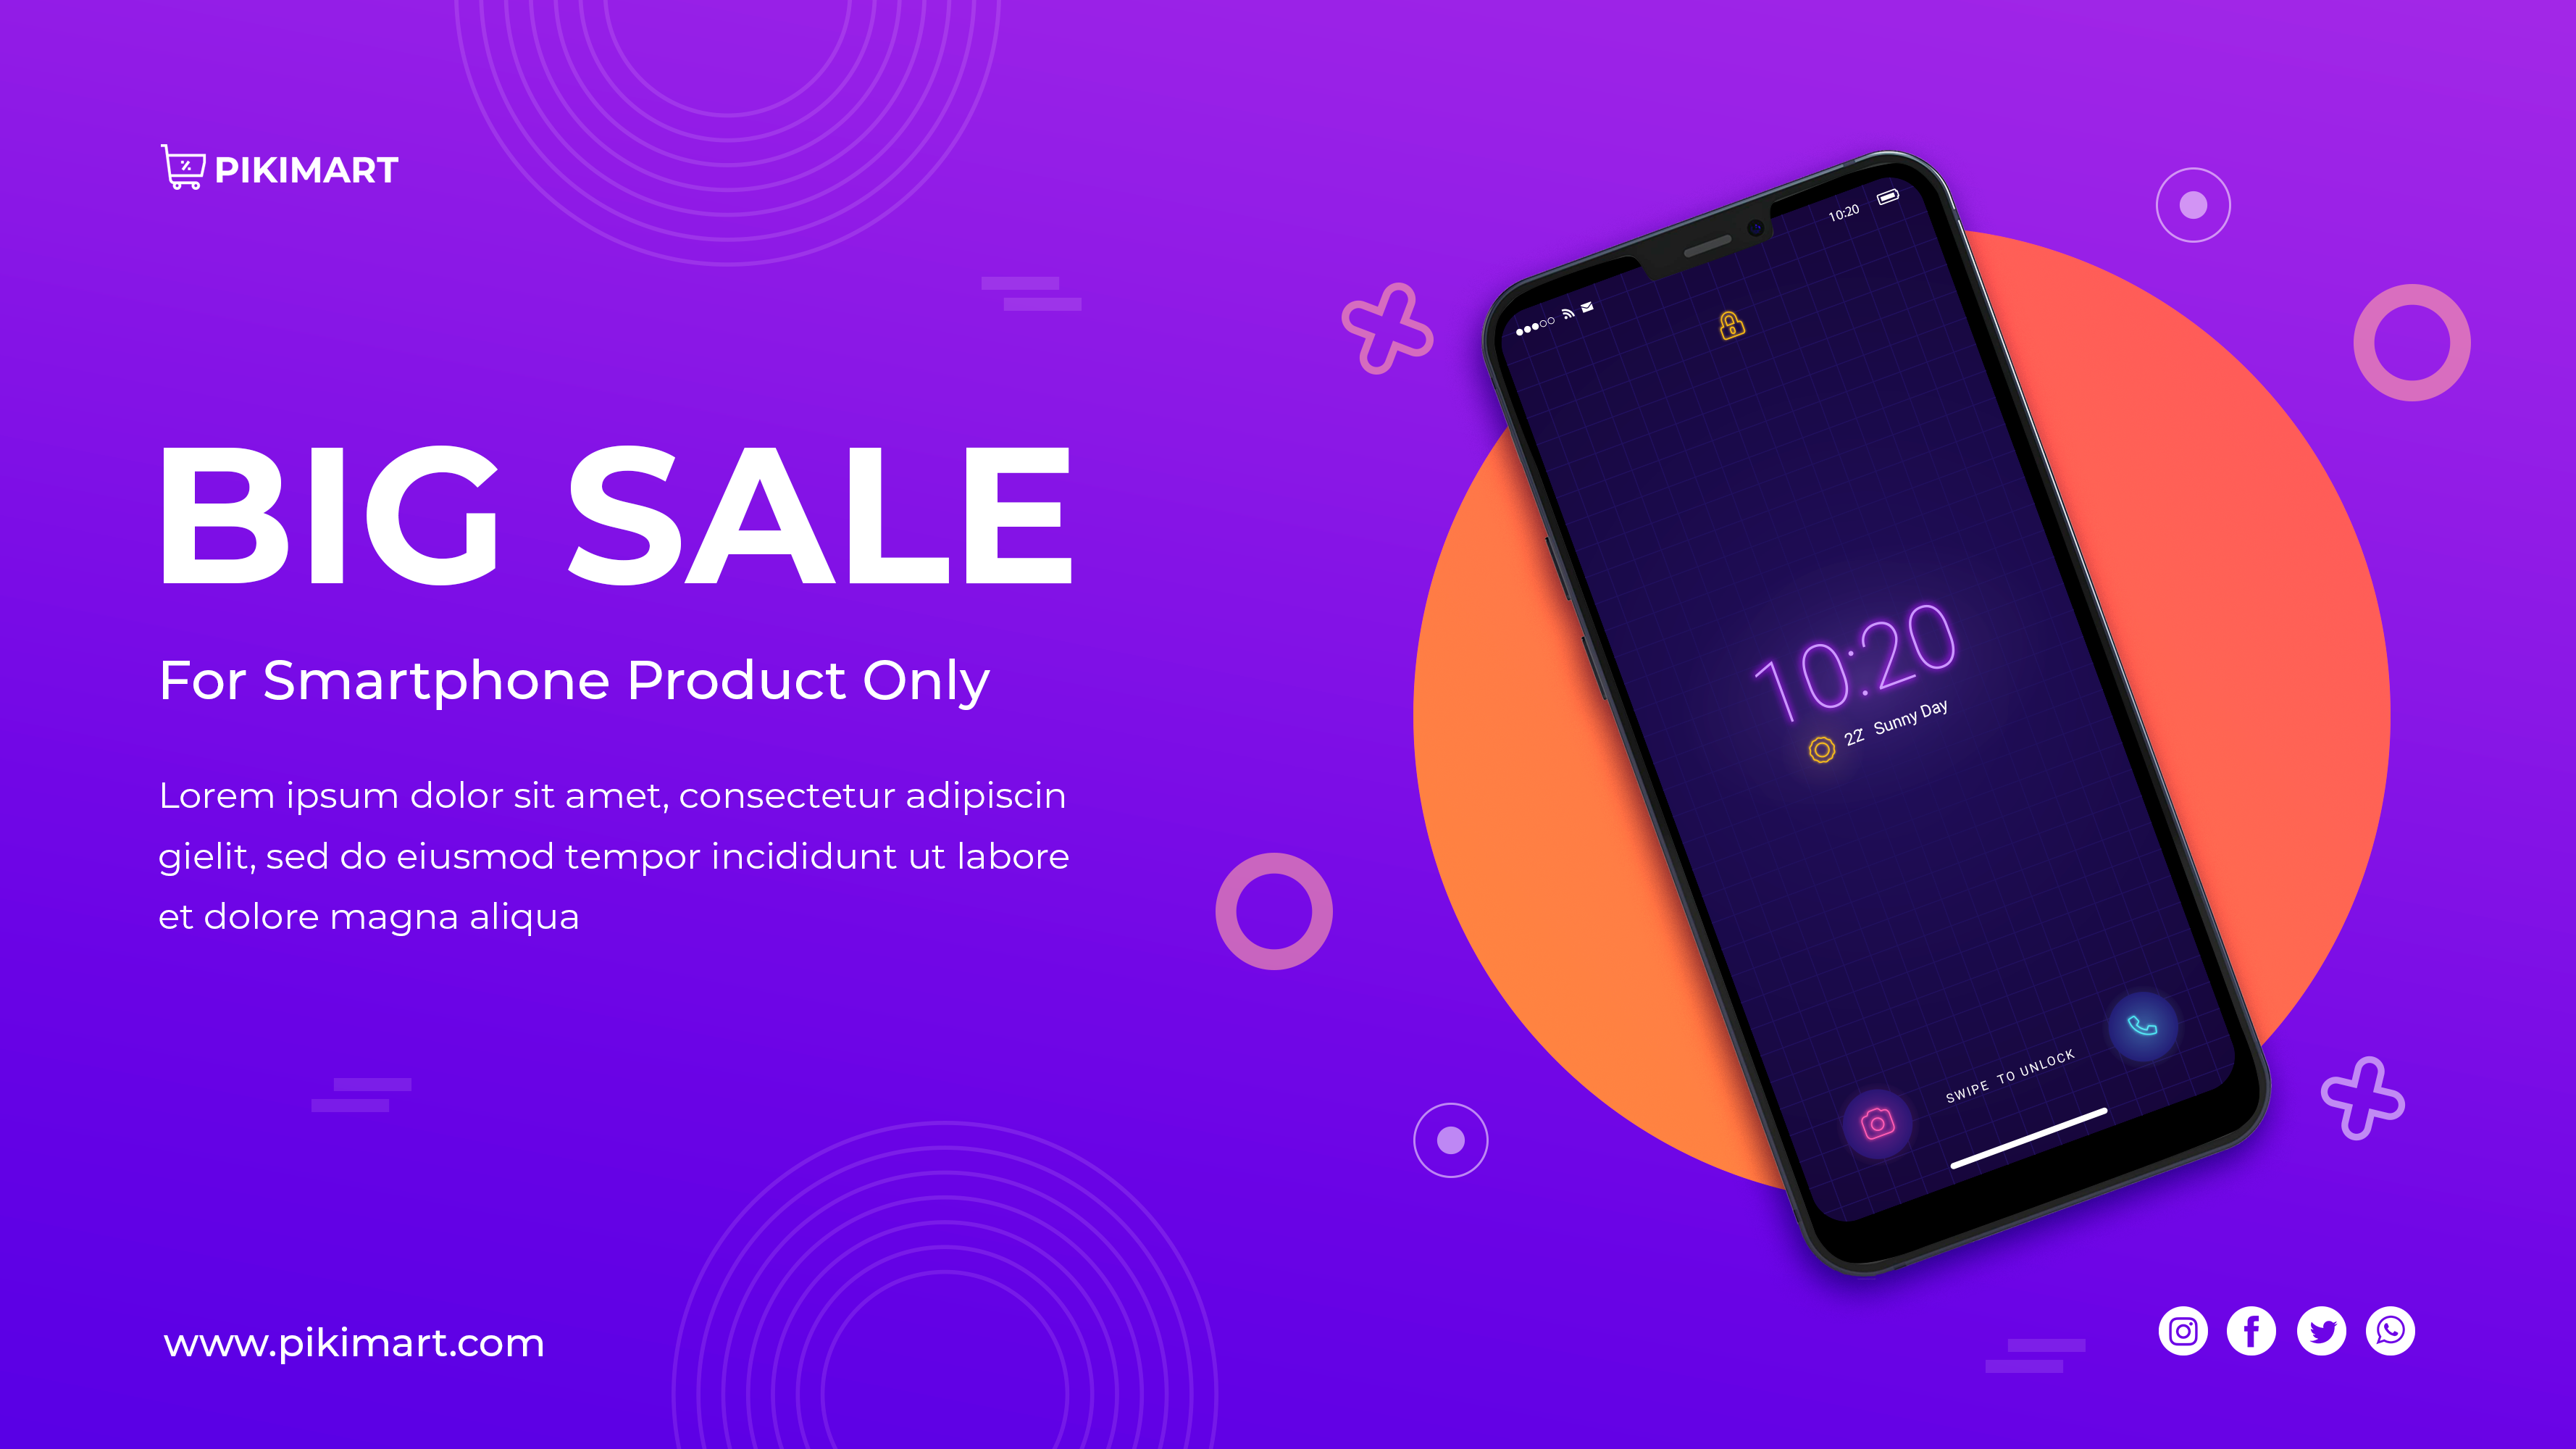 PIKIMART
BIG SALE
For Smartphone Product Only
Lorem ipsum dolor sit amet, consectetur adipiscin
gielit, sed do eiusmod tempor incididunt ut labore
et dolore magna aliqua
www.pikimart.com
10:20
10:20
22° Sunny Day
SWIPE TO UNLOCK